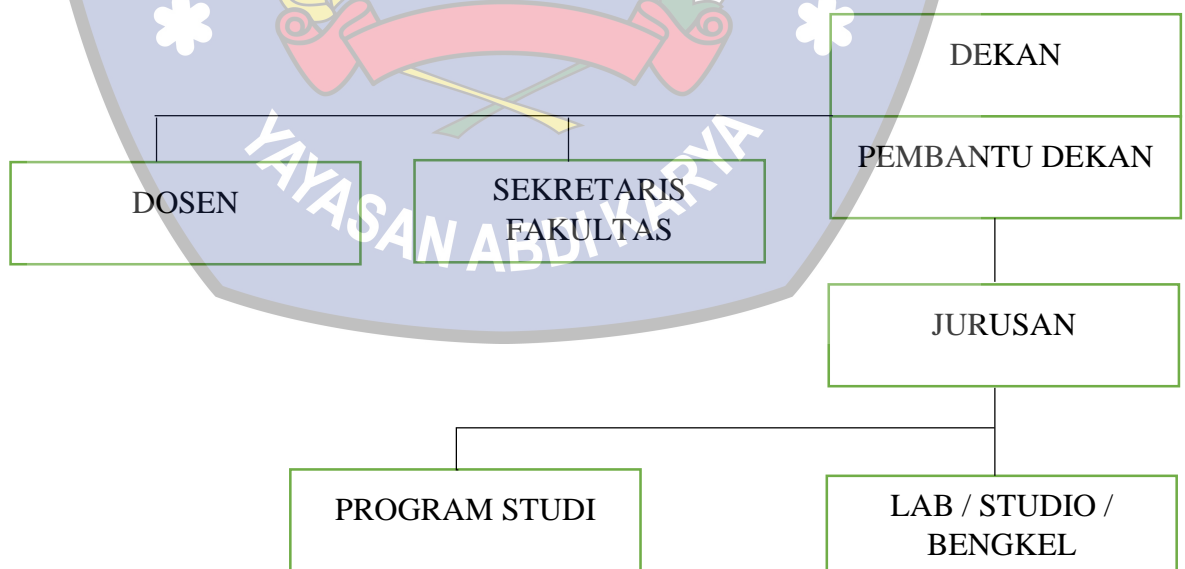 DEKAN
PEMBANTU DEKAN
DOSEN
SEKRETARIS
FAKULTAS
YAYASAN ABDI KARYA
JURUSAN
PROGRAM STUDI
LAB / STUDIO /
BENGKEL